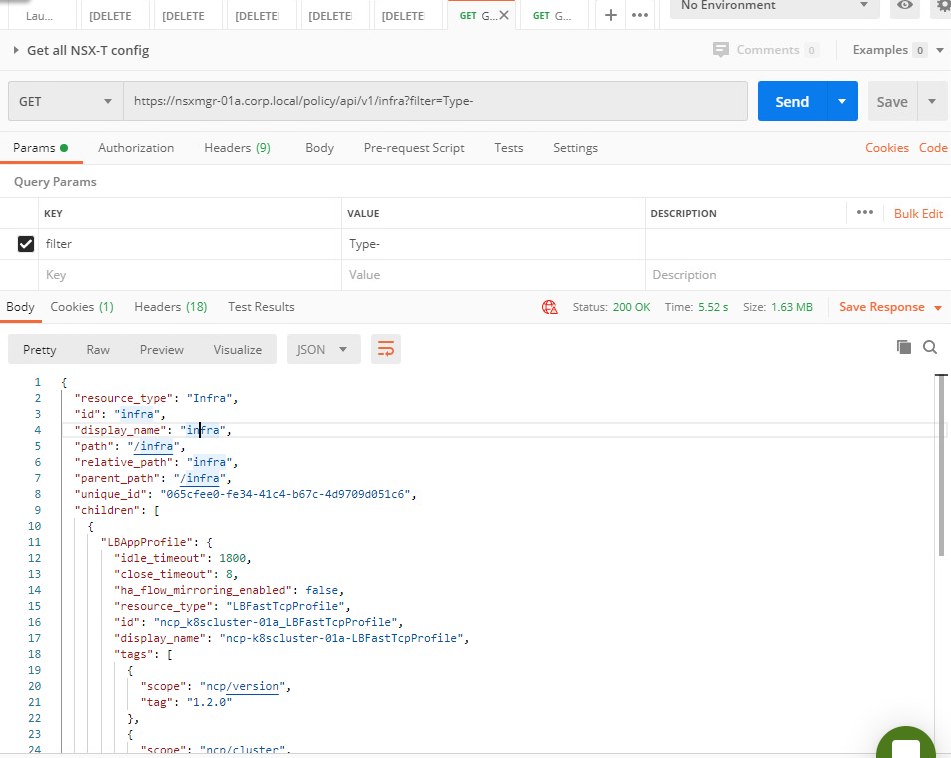 Lau... [DELETE [DELETE [DELETE [DELETE [DELETE GET G... GET G... No Environment
Get all NSX-T config Comments 0 Examples 0
GET https://nsxmgr-01a.corp.local/policy/api/v1/infra?filter=Type- Send Save
Params Authorization Headers (9) Body Pre-request Script Tests Settings Cookies Code
Query Params
KEY VALUE DESCRIPTION Bulk Edit
filter Type-
Key Value Description
Body Cookies (1) Headers (18) Test Results Status: 200 OK Time: 5.52 s Size: 1.63 MB Save Response
Pretty Raw Preview Visualize JSON
1 {
2 "resource_type": "Infra",
3 "id": "infra",
4 "display_name": "infra",
5 "path": "/infra",
6 "relative_path": "infra",
7 "parent_path": "/infra",
8 "unique_id": "065cfee0-fe34-41c4-b67c-4d9709d051c6",
9 "children": [
10 {
11 "LBAppProfile": {
12 "idle_timeout": 1800,
13 "close_timeout": 8,
14 "ha_flow_mirroring_enabled": false,
15 "resource_type": "LBFastTcpProfile",
16 "id": "ncp_k8scluster-01a_LBFastTcpProfile",
17 "display_name": "ncp-k8scluster-01a-LBFastTcpProfile",
18 "tags": [
19 {
20 "scope": "ncp/version",
21 "tag": "1.2.0"
22 },
23 {
24 "scope": "ncp/cluster",